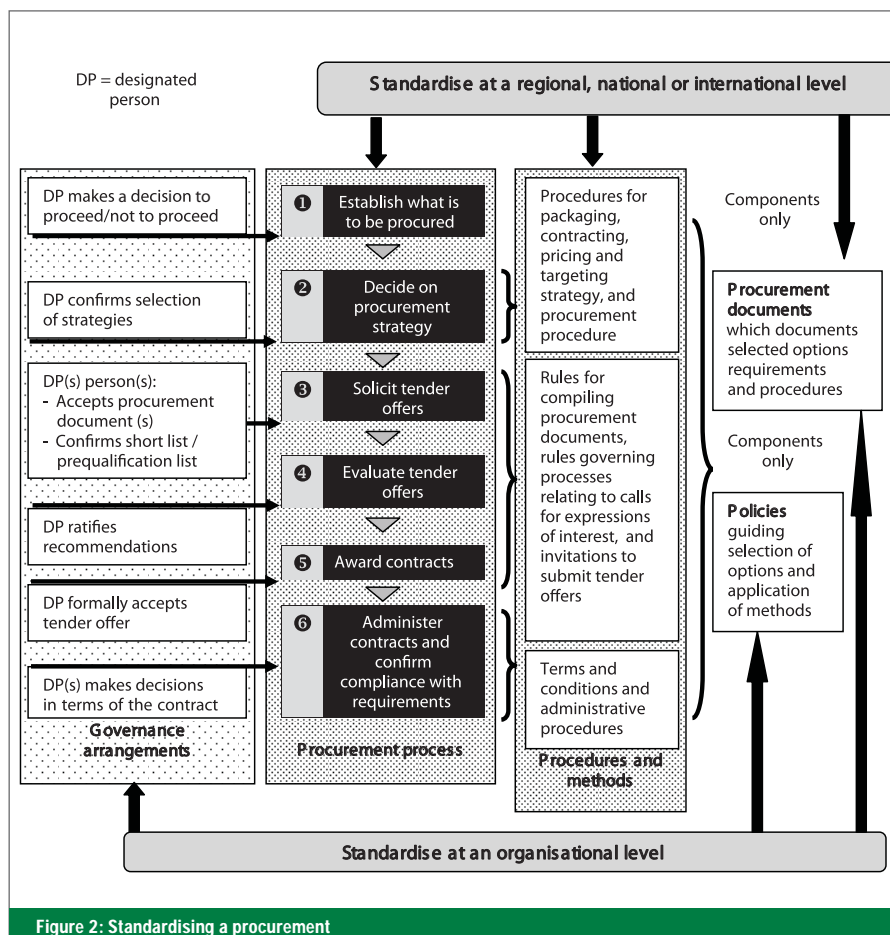 DP = designated
person
Standardise at a regional, national or international level
DP makes a decision to
proceed/not to proceed
DP confirms selection
of strategies
DP(s) person(s):
- Accepts procurement
document (s)
- Confirms short list /
prequalification list
DP ratifies
recommendations
DP formally accepts
tender offer
DP(s) makes decisions
in terms of the contract
Governance
arrangements
❶
Establish what is
to be procured
❷
Decide on
procurement
strategy
❸
Solicit tender
offers
❹
Evaluate tender
offers
❺
Award contracts
❻
Administer
contracts and
confirm
compliance with
requirements
Procurement process
Procedures for
packaging,
contracting,
pricing and
targeting
strategy, and
procurement
procedure
Rules for
compiling
procurement
documents,
rules governing
processes
relating to calls
for expressions
of interest, and
invitations to
submit tender
offers
Terms and
conditions and
administrative
procedures
Procedures and
methods
Components
only
Procurement
documents
which documents
selected options
requirements
and procedures
Components
only
Policies
guiding
selection of
options and
application
of methods
Standardise at an organisational level
Figure 2: Standardising a procurement